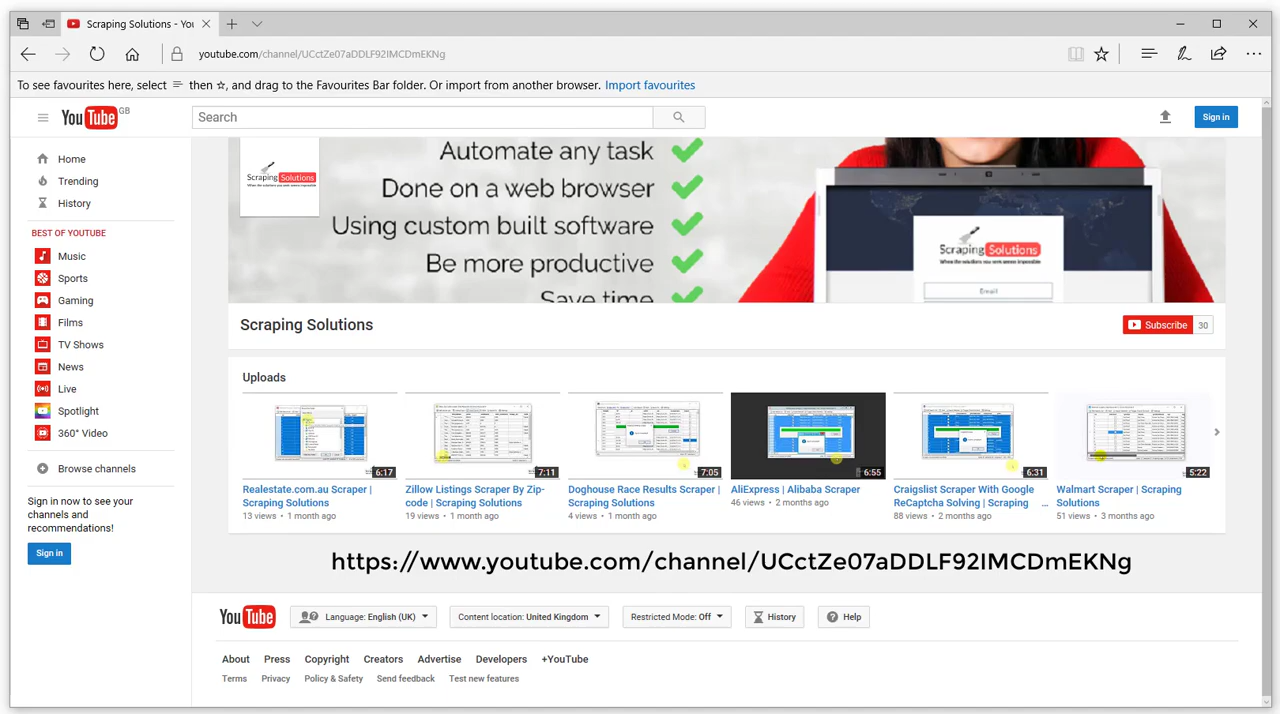 Scraping Solutions - You
youtube.com/channel/UCctZe07aDDLF92IMCDmEKNg
To see favourites here, select then ☆, and drag to the Favourites Bar folder. Or import from another browser. Import favourites
YouTube GB
Search
Sign in
Home
Trending
History
BEST OF YOUTUBE
Music
Sports
Gaming
Films
TV Shows
News
Live
Spotlight
360° Video
Browse channels
Sign in now to see your
channels and
recommendations!
Sign in
Scraping Solutions
When the solutions you seek seem impossible
Automate any task
Done on a web browser
Using custom built software
Be more productive
Save time
Scraping Solutions
Email
Scraping Solutions
Subscribe 30
Uploads
6:17
7:11
7:05
6:55
6:31
5:22
Realestate.com.au Scraper |
Scraping Solutions
13 views • 1 month ago
Zillow Listings Scraper By Zip-
code | Scraping Solutions
19 views • 1 month ago
Doghouse Race Results Scraper |
Scraping Solutions
4 views • 1 month ago
AliExpress | Alibaba Scraper
46 views • 2 months ago
Craigslist Scraper With Google
ReCaptcha Solving | Scraping ...
88 views • 2 months ago
Walmart Scraper | Scraping
Solutions
51 views • 3 months ago
https://www.youtube.com/channel/UCctZe07aDDLF92IMCDmEKNg
YouTube
Language: English (UK)
Content location: United Kingdom
Restricted Mode: Off
History
Help
About Press Copyright Creators Advertise Developers +YouTube
Terms Privacy Policy & Safety Send feedback Test new features